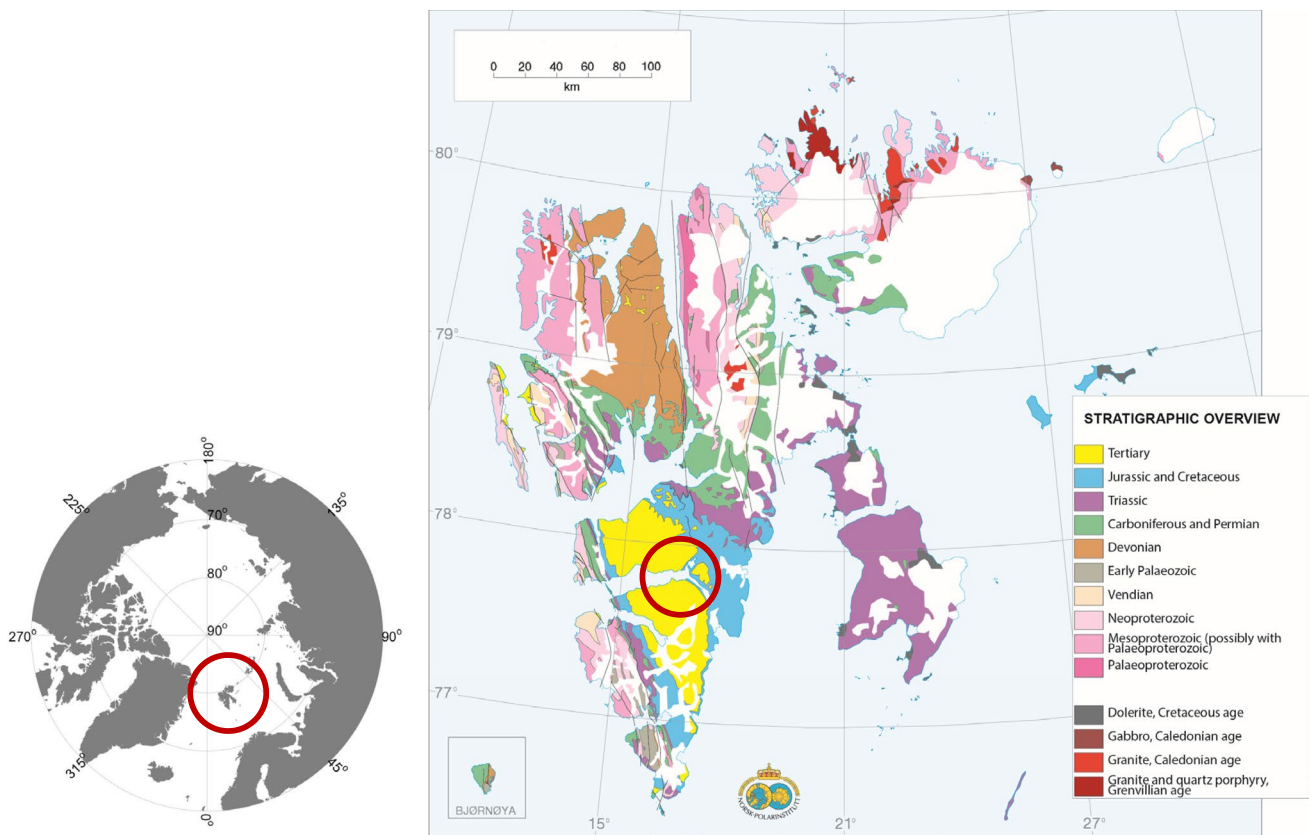 0 20 40 60 80 100
km
80°
79°
78°
77°
15°
21°
27°
BJØRNØYA
NORSK-POLARINSTITUTT
STRATIGRAPHIC OVERVIEW
Tertiary
Jurassic and Cretaceous
Triassic
Carboniferous and Permian
Devonian
Early Palaeozoic
Vendian
Neoproterozoic
Mesoproterozoic (possibly with
Palaeoproterozoic)
Palaeoproterozoic
Dolerite, Cretaceous age
Gabbro, Caledonian age
Granite, Caledonian age
Granite and quartz porphyry,
Grenvillian age
180°
225°
135°
70°
80°
270°
90°
90°
315°
45°
0°